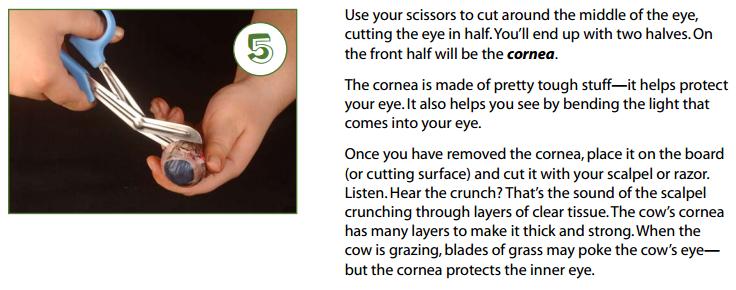 5
Use your scissors to cut around the middle of the eye,
cutting the eye in half. You'll end up with two halves. On
the front half will be the cornea.
The cornea is made of pretty tough stuff—it helps protect
your eye. It also helps you see by bending the light that
comes into your eye.
Once you have removed the cornea, place it on the board
(or cutting surface) and cut it with your scalpel or razor.
Listen. Hear the crunch? That's the sound of the scalpel
crunching through layers of clear tissue. The cow's cornea
has many layers to make it thick and strong. When the
cow is grazing, blades of grass may poke the cow's eye—
but the cornea protects the inner eye.